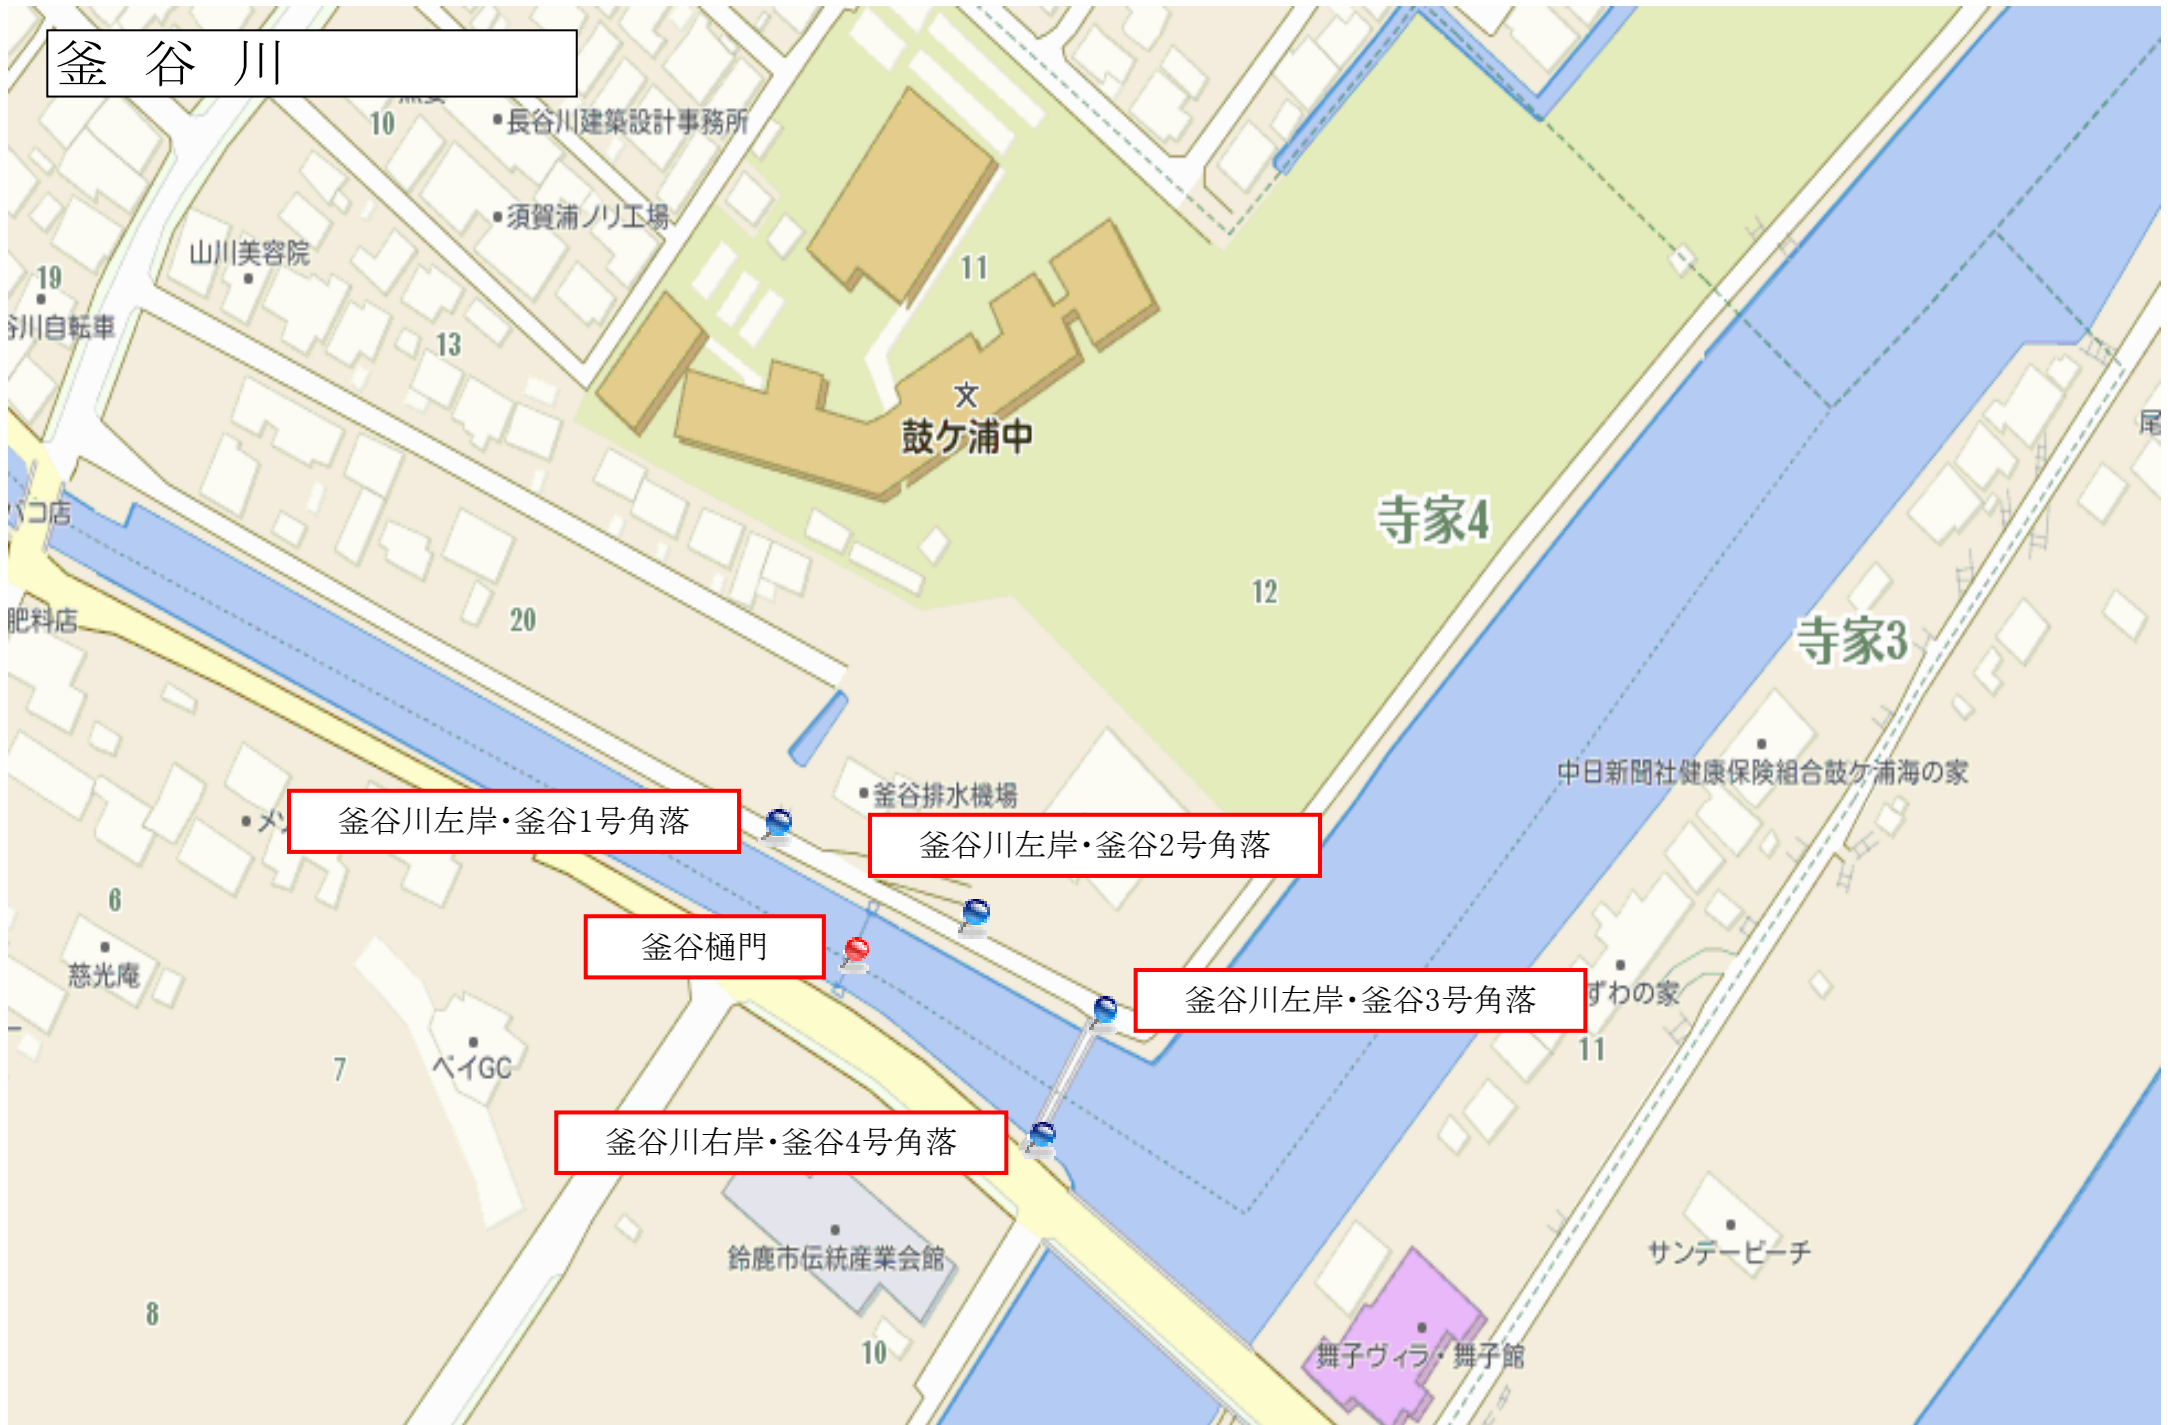 釜谷川
10
長谷川建築設計事務所
須賀浦ノリ工場
山川美容院
19
谷川自転車
11
13
文
鼓ケ浦中
寺家4
尾
バコ店
12
20
肥料店
寺家3
中日新聞社健康保険組合鼓ケ浦海の家
釜谷排水機場
釜谷川左岸・釜谷1号角落
釜谷川左岸・釜谷2号角落
6
釜谷樋門
慈光庵
釜谷川左岸・釜谷3号角落
ずわの家
7
ベイGC
11
釜谷川右岸・釜谷4号角落
鈴鹿市伝統産業会館
サンデービーチ
8
10
舞子ヴィラ・舞子館